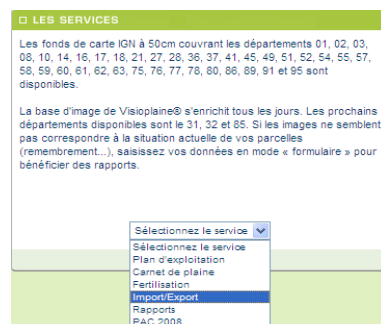 LES SERVICES
Les fonds de carte IGN à 50cm couvrant les départements 01, 02, 03,
08, 10, 14, 16, 17, 18, 21, 27, 28, 36, 37, 41, 45, 49, 51, 52, 54, 55, 57,
58, 59, 60, 61, 62, 63, 75, 76, 77, 78, 80, 86, 89, 91 et 95 sont
disponibles.
La base d'image de Visioplaine® s'enrichit tous les jours. Les prochains
départements disponibles sont le 31, 32 et 85. Si les images ne semblent
pas correspondre à la situation actuelle de vos parcelles
(remembrement...), saisissez vos données en mode « formulaire » pour
bénéficier des rapports.
Sélectionnez le service
Sélectionnez le service
Plan d'exploitation
Carnet de plaine
Fertilisation
Import/Export
Rapports
PAC 2008